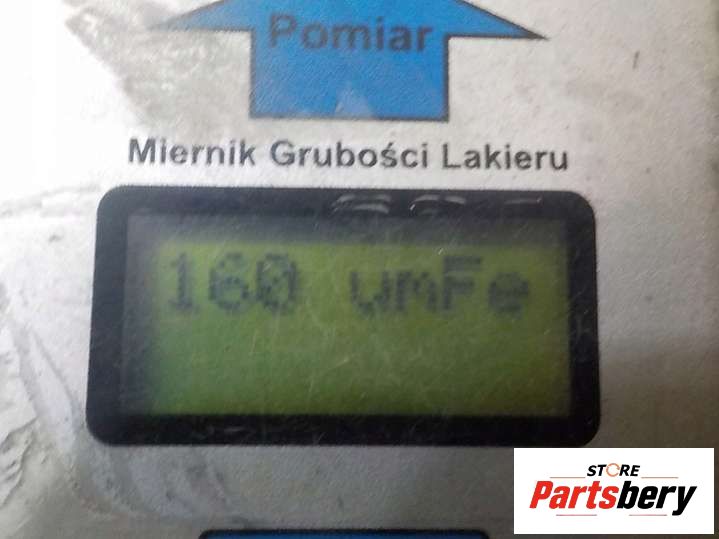 Pomiar
Miernik Grubości Lakieru
160 umFe
STORE
Partsbery